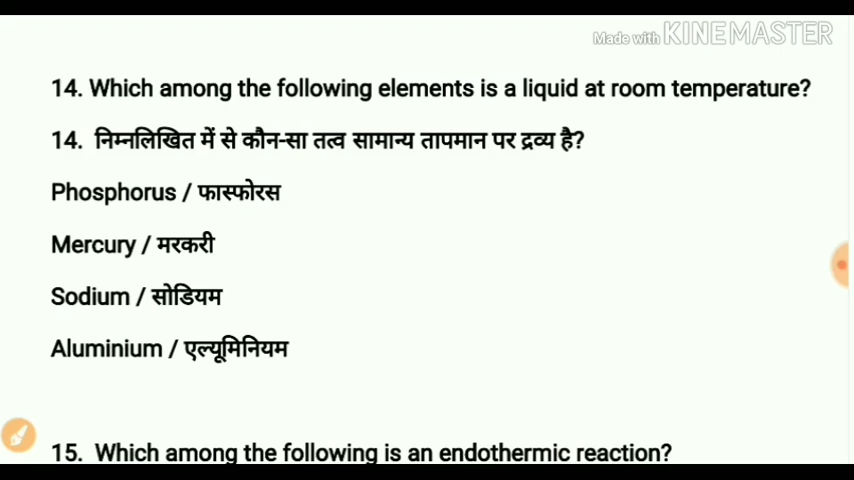 Made with KINEMASTER
14. Which among the following elements is a liquid at room temperature?
14. निम्नलिखित में से कौन-सा तत्व सामान्य तापमान पर द्रव्य है?
Phosphorus / फास्फोरस
Mercury / मरकरी
Sodium / सोडियम
Aluminium / एल्यूमिनियम
15. Which among the following is an endothermic reaction?